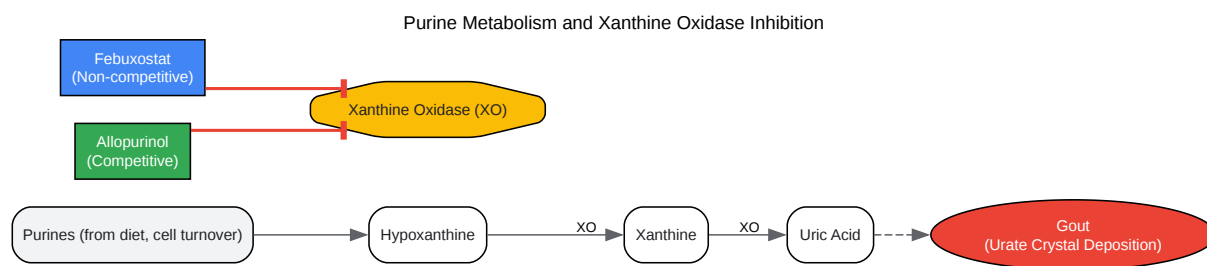 Purine Metabolism and Xanthine Oxidase Inhibition
Febuxostat
(Non-competitive)
Xanthine Oxidase (XO)
Allopurinol
(Competitive)
Purines (from diet, cell turnover)
Hypoxanthine
XO
Xanthine
XO
Uric Acid
Gout
(Urate Crystal Deposition)